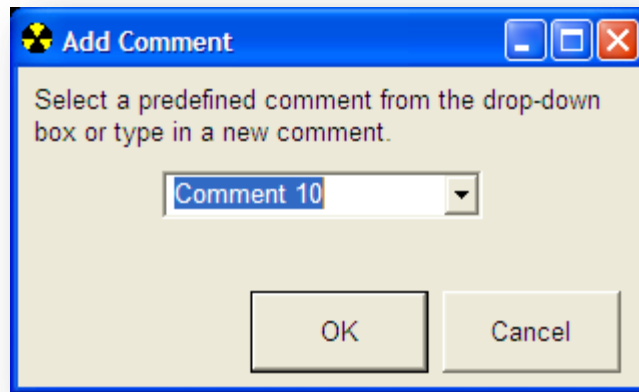 Add Comment
Select a predefined comment from the drop-down
box or type in a new comment.
Comment 10
OK
Cancel